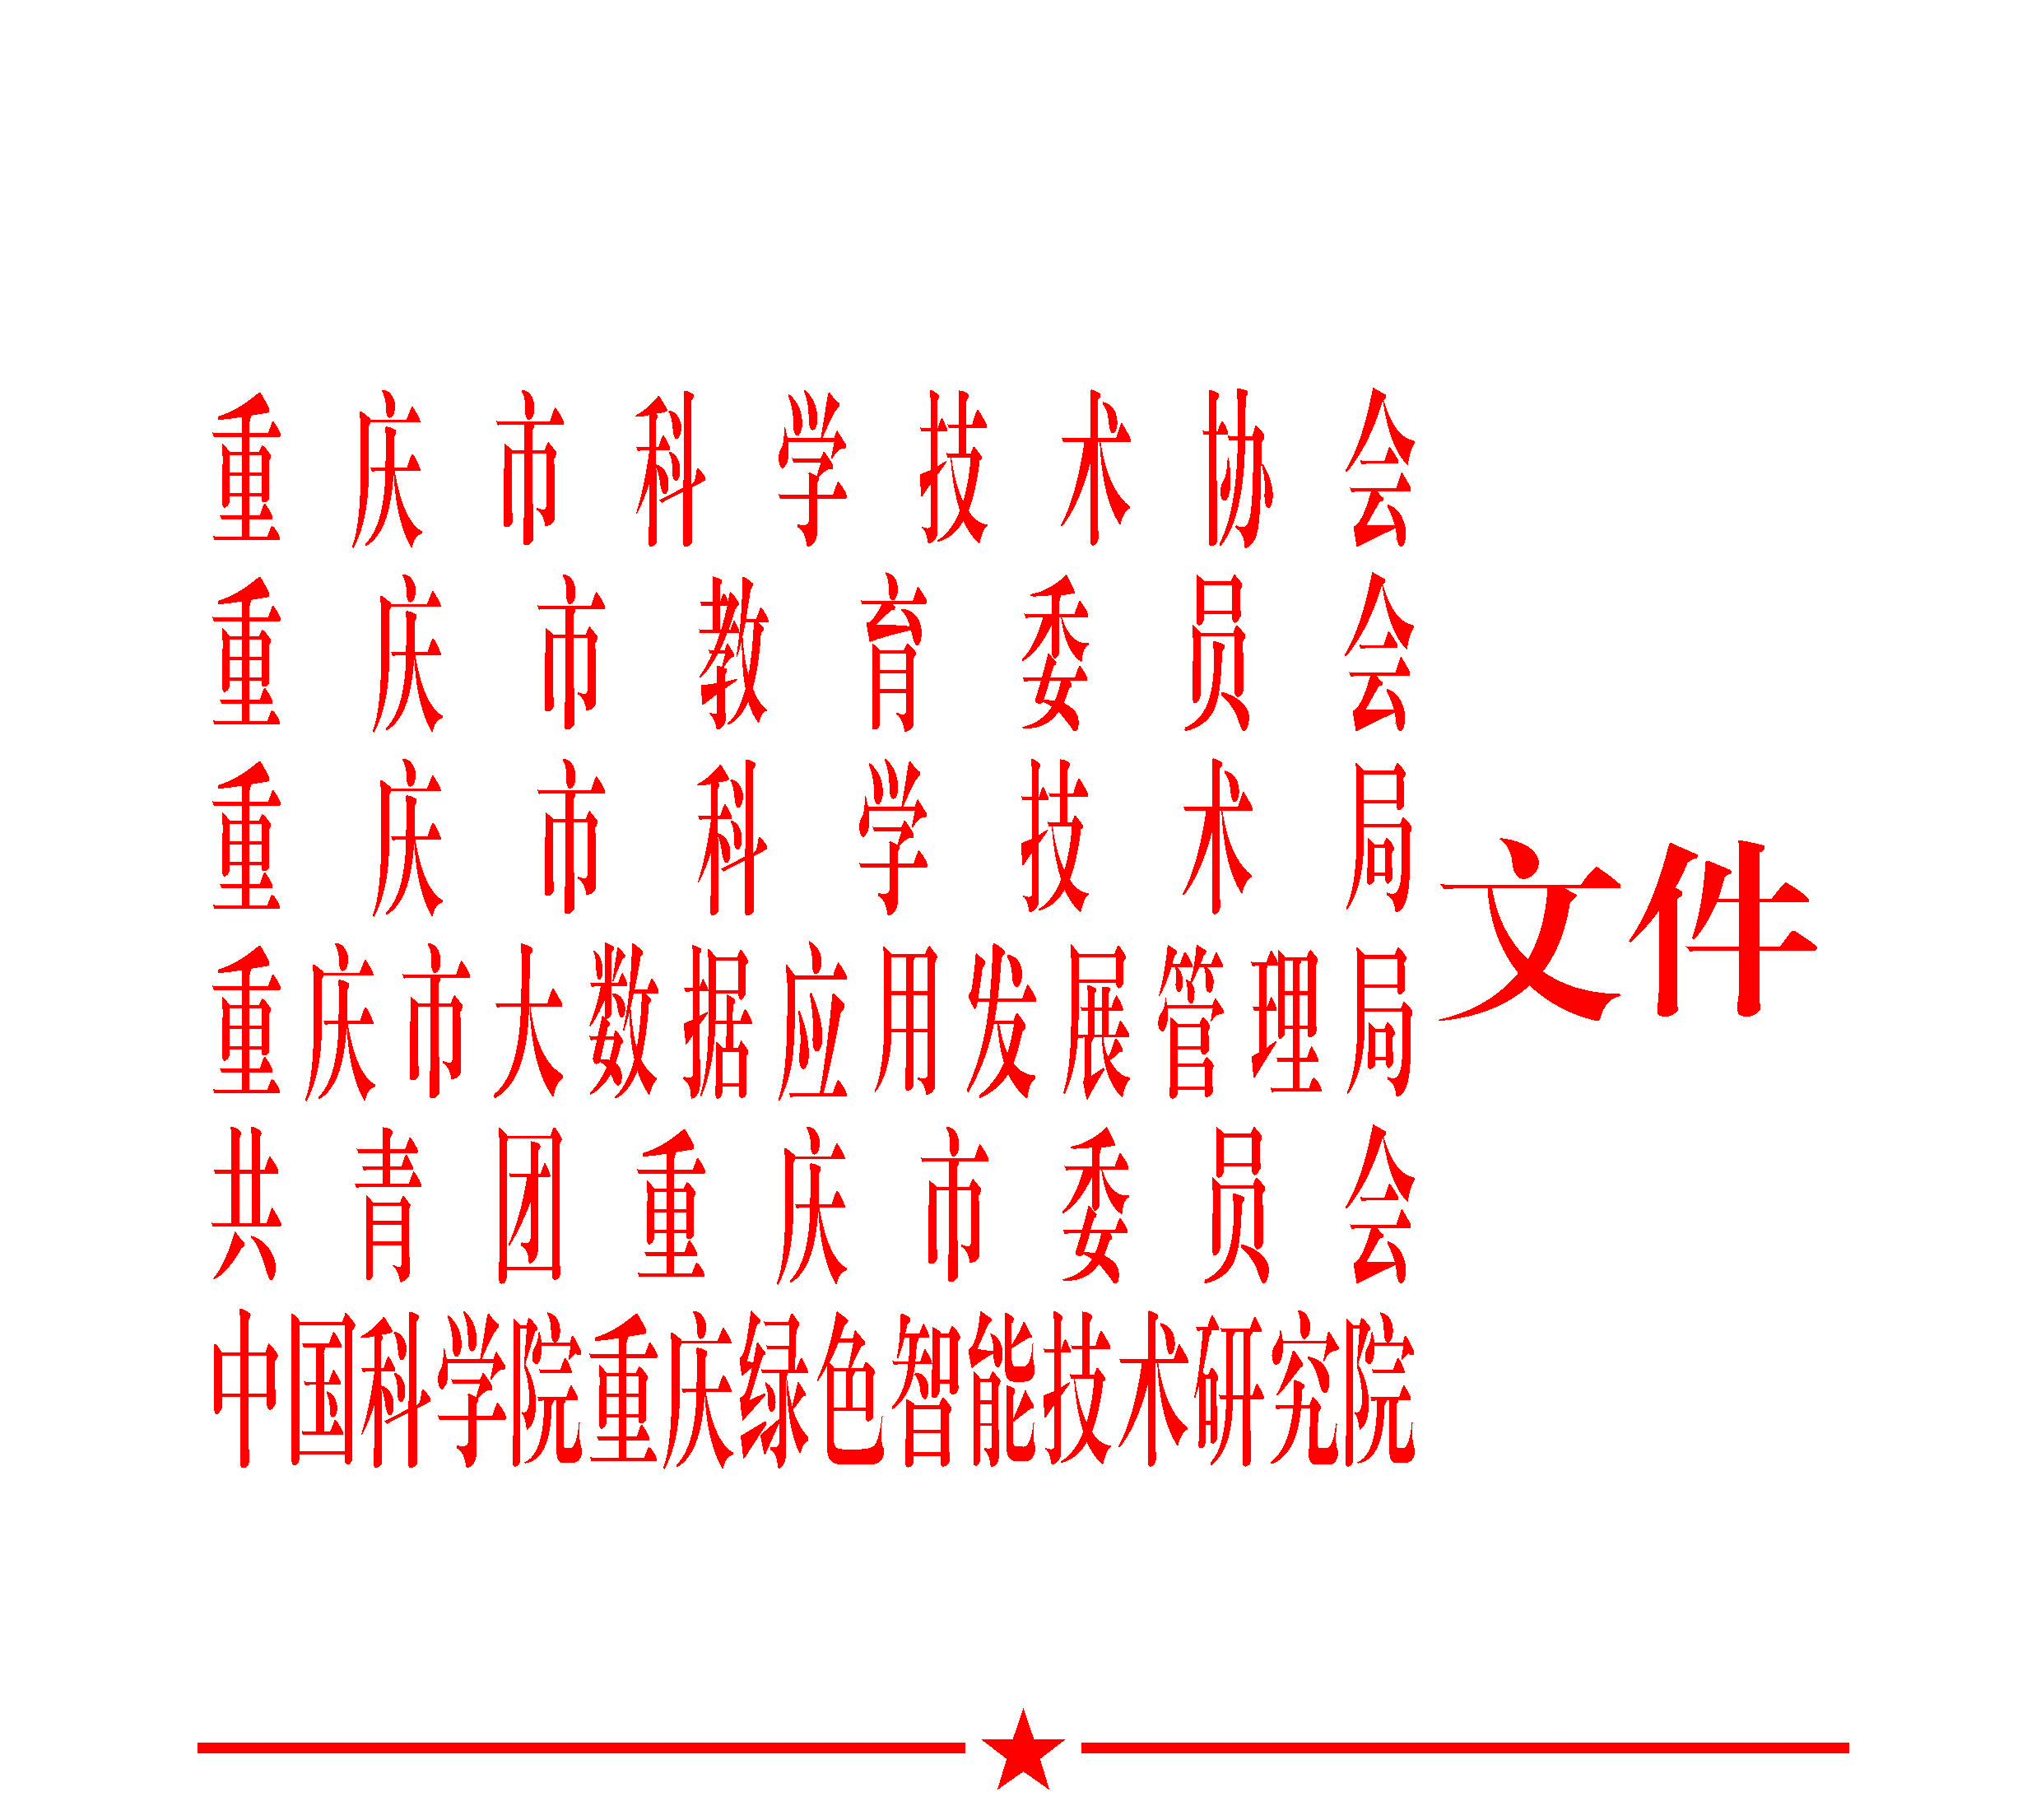 重庆市科学技术协会
重庆市教育委员会
重庆市科学技术局
重庆市大数据应用发展管理局
共青团重庆市委员会
中国科学院重庆绿色智能技术研究院
文件